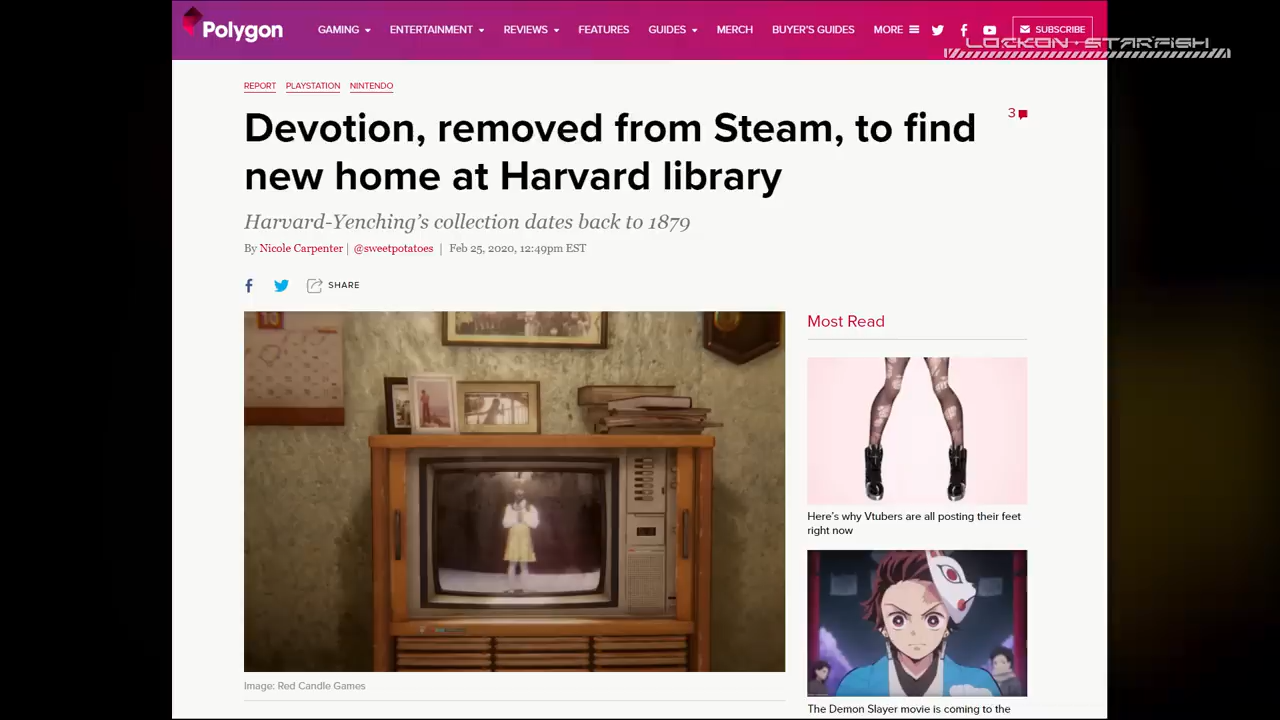 Polygon
GAMING ENTERTAINMENT REVIEWS FEATURES GUIDES MERCH BUYER'S GUIDES MORE SUBSCRIBE
LOCKON · STARFISH
REPORT PLAYSTATION NINTENDO
Devotion, removed from Steam, to find
new home at Harvard library
3
Harvard-Yenching's collection dates back to 1879
By Nicole Carpenter | @sweetpotatoes | Feb 25, 2020, 12:49pm EST
SHARE
Most Read
Here's why Vtubers are all posting their feet
right now
Image: Red Candle Games
The Demon Slayer movie is coming to the